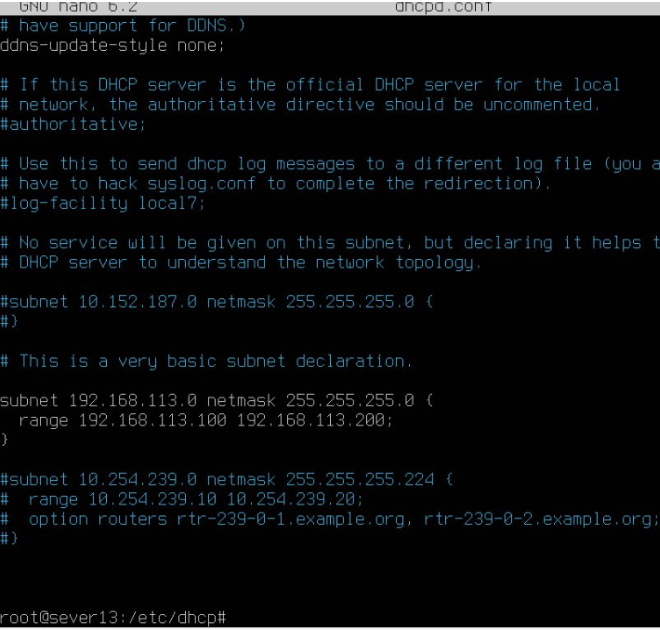 GNU nano 6.2 dhcpd.conf
# have support for DDNS.)
ddns-update-style none;
# If this DHCP server is the official DHCP server for the local
# network, the authoritative directive should be uncommented.
#authoritative;
# Use this to send dhcp log messages to a different log file (you a
# have to hack syslog.conf to complete the redirection).
#log-facility local7;
# No service will be given on this subnet, but declaring it helps t
# DHCP server to understand the network topology.
#subnet 10.152.187.0 netmask 255.255.255.0 {
#}
# This is a very basic subnet declaration.
subnet 192.168.113.0 netmask 255.255.255.0 {
range 192.168.113.100 192.168.113.200;
}
#subnet 10.254.239.0 netmask 255.255.255.224 {
# range 10.254.239.10 10.254.239.20;
# option routers rtr-239-0-1.example.org, rtr-239-0-2.example.org;
#}
root@sever13:/etc/dhcp#